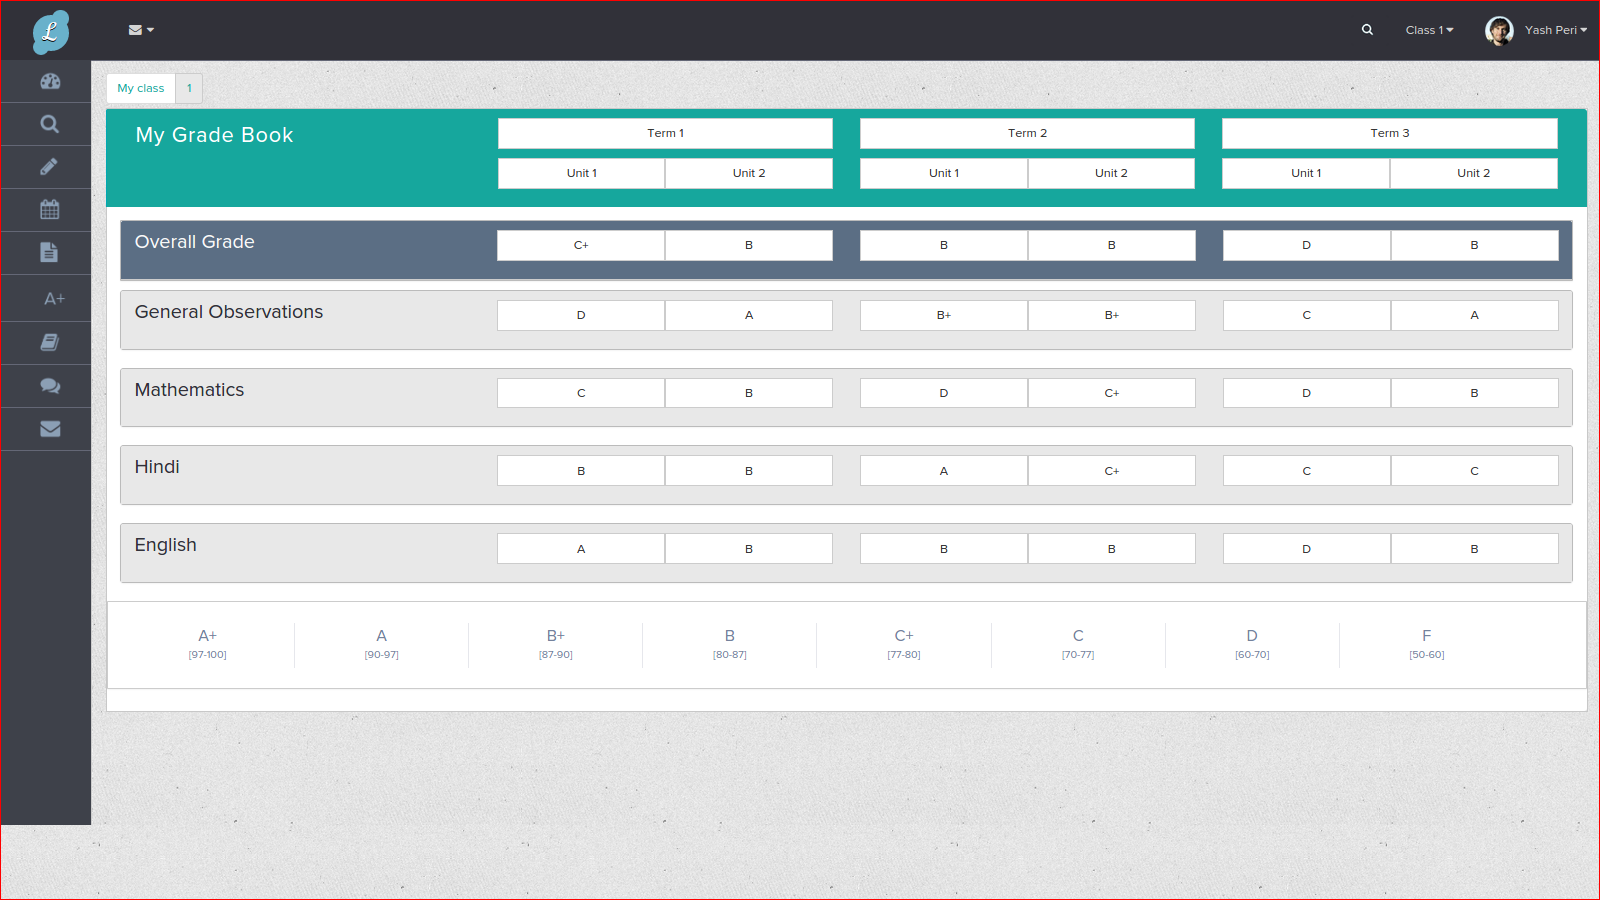 L
Class 1
Yash Peri
My class 1
A+
My Grade Book
Term 1 Term 2 Term 3
Unit 1 Unit 2 Unit 1 Unit 2 Unit 1 Unit 2
Overall Grade C+ B B B D B
General Observations D A B+ B+ C A
Mathematics C B D C+ D B
Hindi B B A C+ C C
English A B B B D B
A+ A B+ B C+ C D F
[97-100] [90-97] [87-90] [80-87] [77-80] [70-77] [60-70] [50-60]